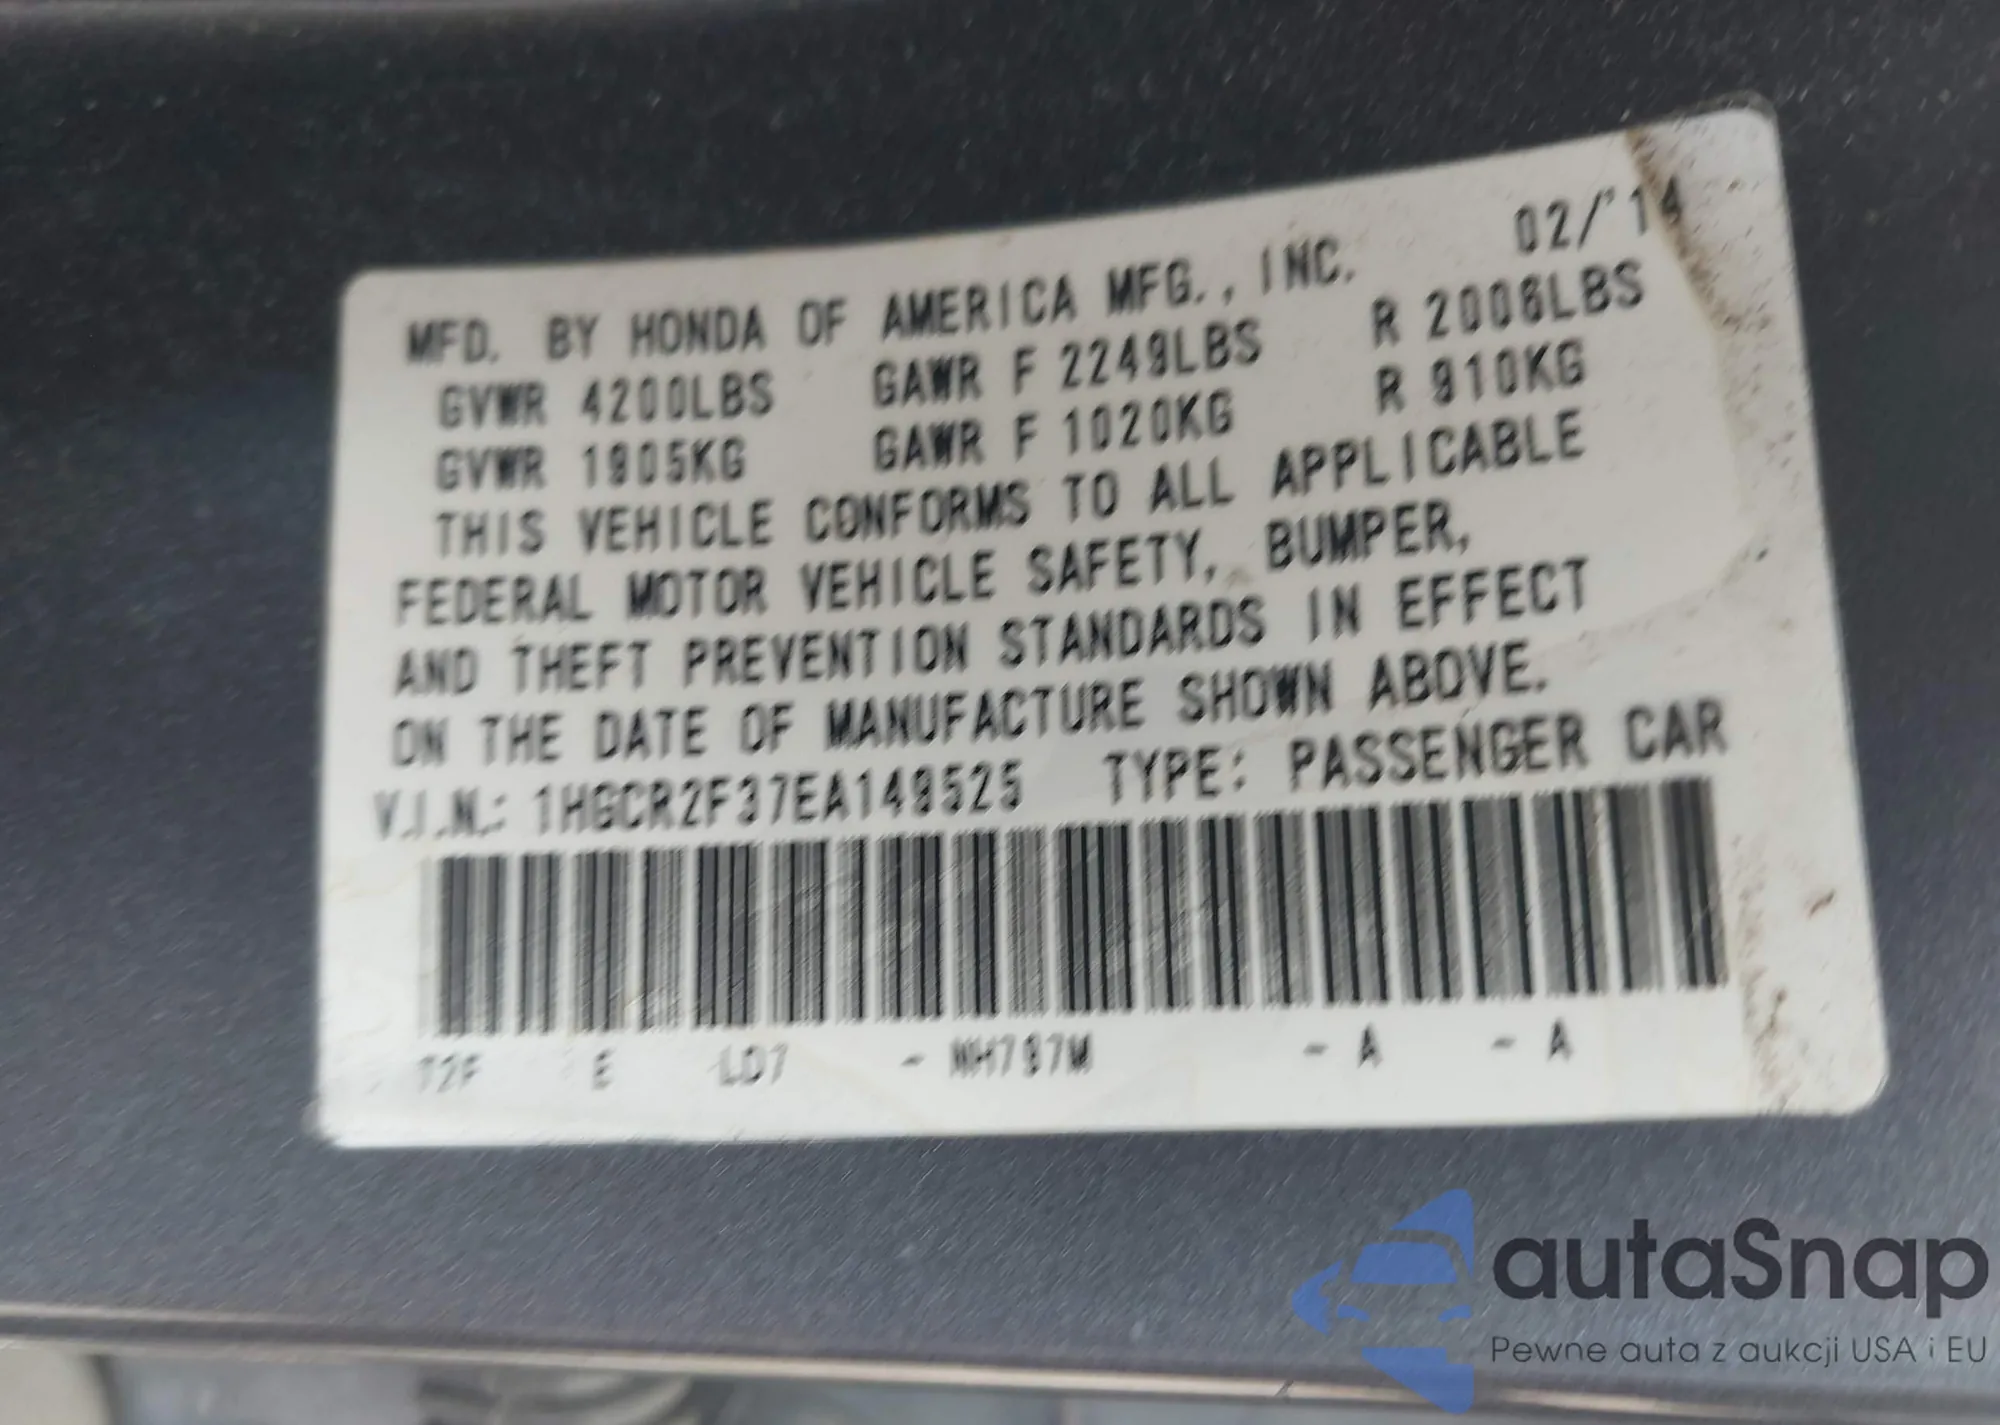 MFD. BY HONDA OF AMERICA MFG., INC. 02/'14
GVWR 4200LBS GAWR F 2249LBS R 2006LBS
GVWR 1905KG GAWR F 1020KG R 910KG
THIS VEHICLE CONFORMS TO ALL APPLICABLE
FEDERAL MOTOR VEHICLE SAFETY, BUMPER,
AND THEFT PREVENTION STANDARDS IN EFFECT
ON THE DATE OF MANUFACTURE SHOWN ABOVE.
V.I.N.: 1HGCR2F37EA149525 TYPE: PASSENGER CAR
T2F E LD7 - NH797M - A - A
autaSnap
Pewne auta z aukcji USA i EU